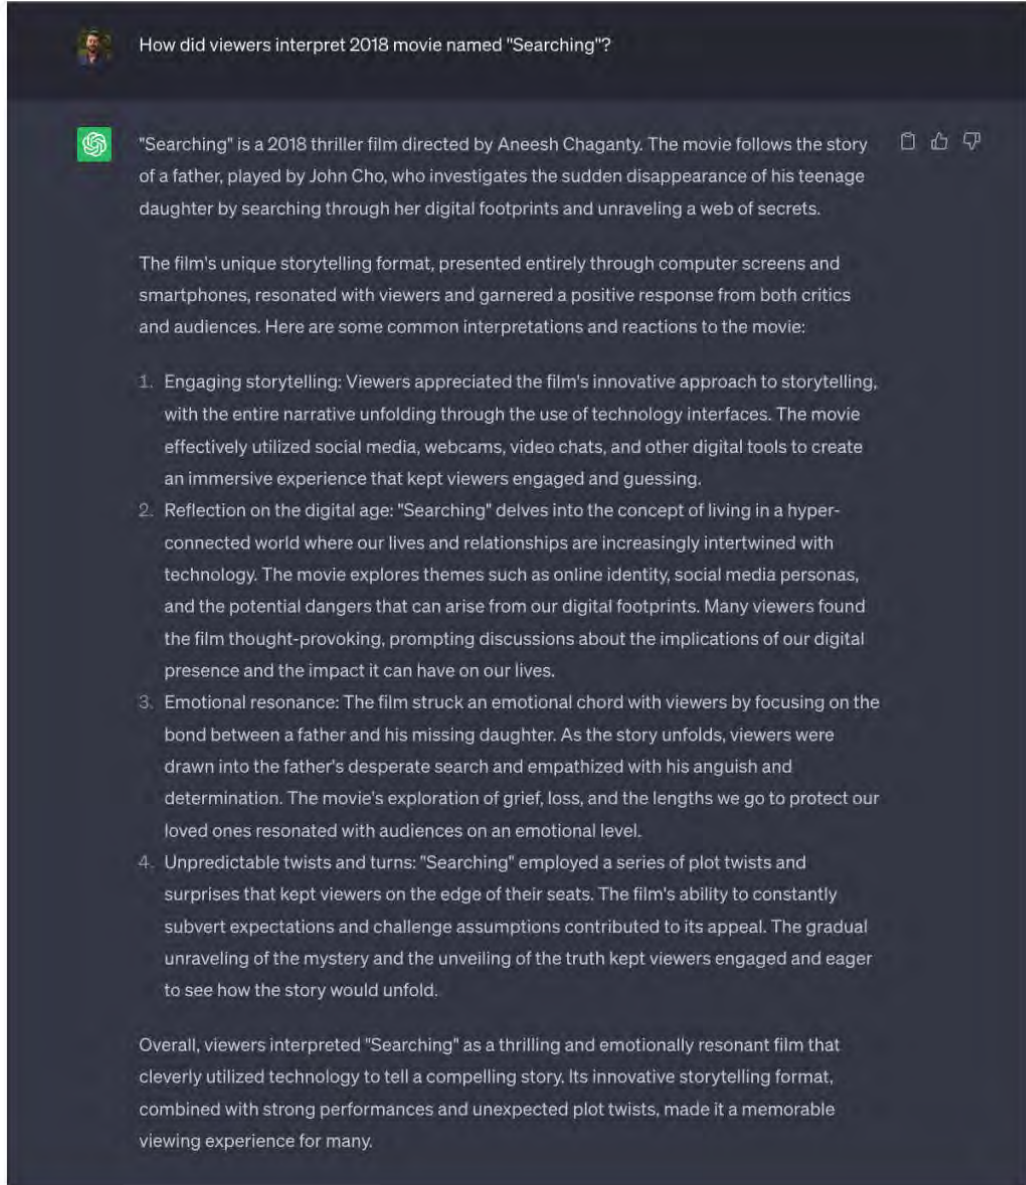 How did viewers interpret 2018 movie named "Searching"?
"Searching" is a 2018 thriller film directed by Aneesh Chaganty. The movie follows the story
of a father, played by John Cho, who investigates the sudden disappearance of his teenage
daughter by searching through her digital footprints and unraveling a web of secrets.
The film's unique storytelling format, presented entirely through computer screens and
smartphones, resonated with viewers and garnered a positive response from both critics
and audiences. Here are some common interpretations and reactions to the movie:
1. Engaging storytelling: Viewers appreciated the film's innovative approach to storytelling,
with the entire narrative unfolding through the use of technology interfaces. The movie
effectively utilized social media, webcams, video chats, and other digital tools to create
an immersive experience that kept viewers engaged and guessing.
2. Reflection on the digital age: "Searching" delves into the concept of living in a hyper-
connected world where our lives and relationships are increasingly intertwined with
technology. The movie explores themes such as online identity, social media personas,
and the potential dangers that can arise from our digital footprints. Many viewers found
the film thought-provoking, prompting discussions about the implications of our digital
presence and the impact it can have on our lives.
3. Emotional resonance: The film struck an emotional chord with viewers by focusing on the
bond between a father and his missing daughter. As the story unfolds, viewers were
drawn into the father's desperate search and empathized with his anguish and
determination. The movie's exploration of grief, loss, and the lengths we go to protect our
loved ones resonated with audiences on an emotional level.
4. Unpredictable twists and turns: "Searching" employed a series of plot twists and
surprises that kept viewers on the edge of their seats. The film's ability to constantly
subvert expectations and challenge assumptions contributed to its appeal. The gradual
unraveling of the mystery and the unveiling of the truth kept viewers engaged and eager
to see how the story would unfold.
Overall, viewers interpreted "Searching" as a thrilling and emotionally resonant film that
cleverly utilized technology to tell a compelling story. Its innovative storytelling format,
combined with strong performances and unexpected plot twists, made it a memorable
viewing experience for many.